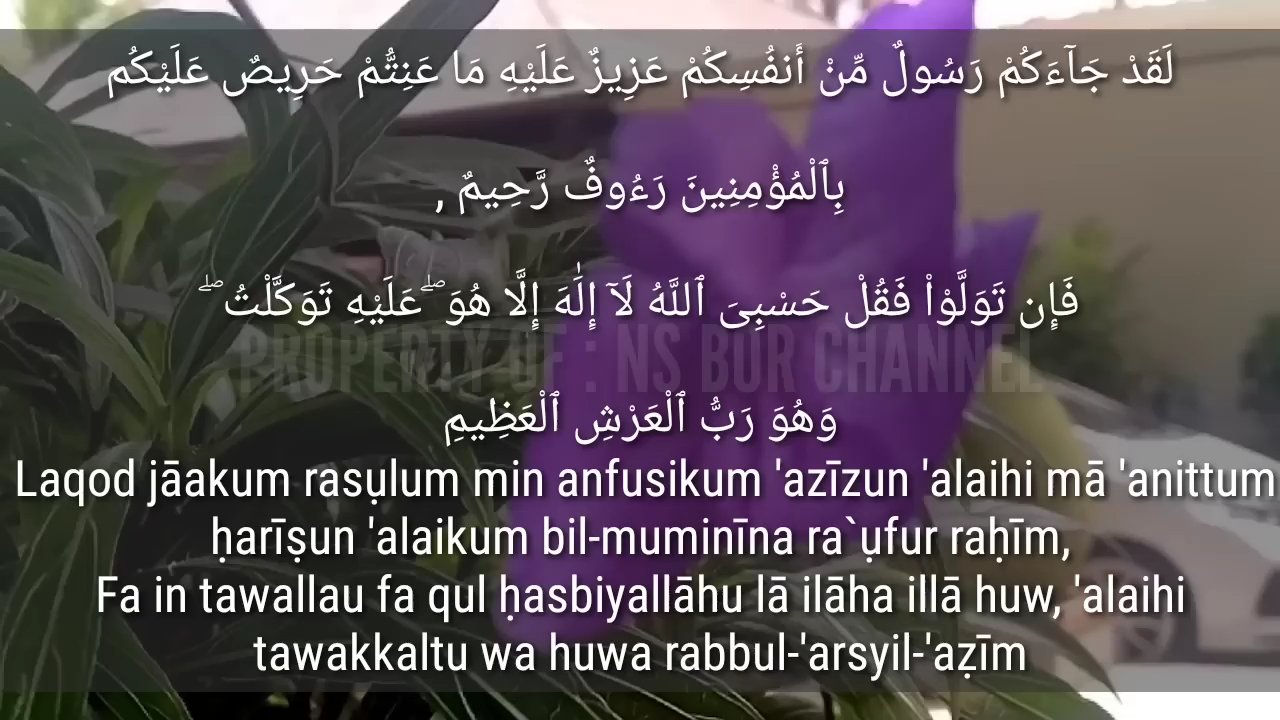 لَقَدْ جَآءَكُمْ رَسُولٌ مِّنْ أَنفُسِكُمْ عَزِيزٌ عَلَيْهِ مَا عَنِتُّمْ حَرِيصٌ عَلَيْكُم
بِٱلْمُؤْمِنِينَ رَءُوفٌ رَّحِيمٌ ,
فَإِن تَوَلَّوْا۟ فَقُلْ حَسْبِىَ ٱللَّهُ لَآ إِلَٰهَ إِلَّا هُوَ ۖ عَلَيْهِ تَوَكَّلْتُ ۖ
PROPERTY OF : NS BUR CHANNEL
وَهُوَ رَبُّ ٱلْعَرْشِ ٱلْعَظِيمِ
Laqod jāakum rasụlum min anfusikum 'azīzun 'alaihi mā 'anittum
ḥarīṣun 'alaikum bil-muminīna ra`ụfur raḥīm,
Fa in tawallau fa qul ḥasbiyallāhu lā ilāha illā huw, 'alaihi
tawakkaltu wa huwa rabbul-'arsyil-'aẓīm